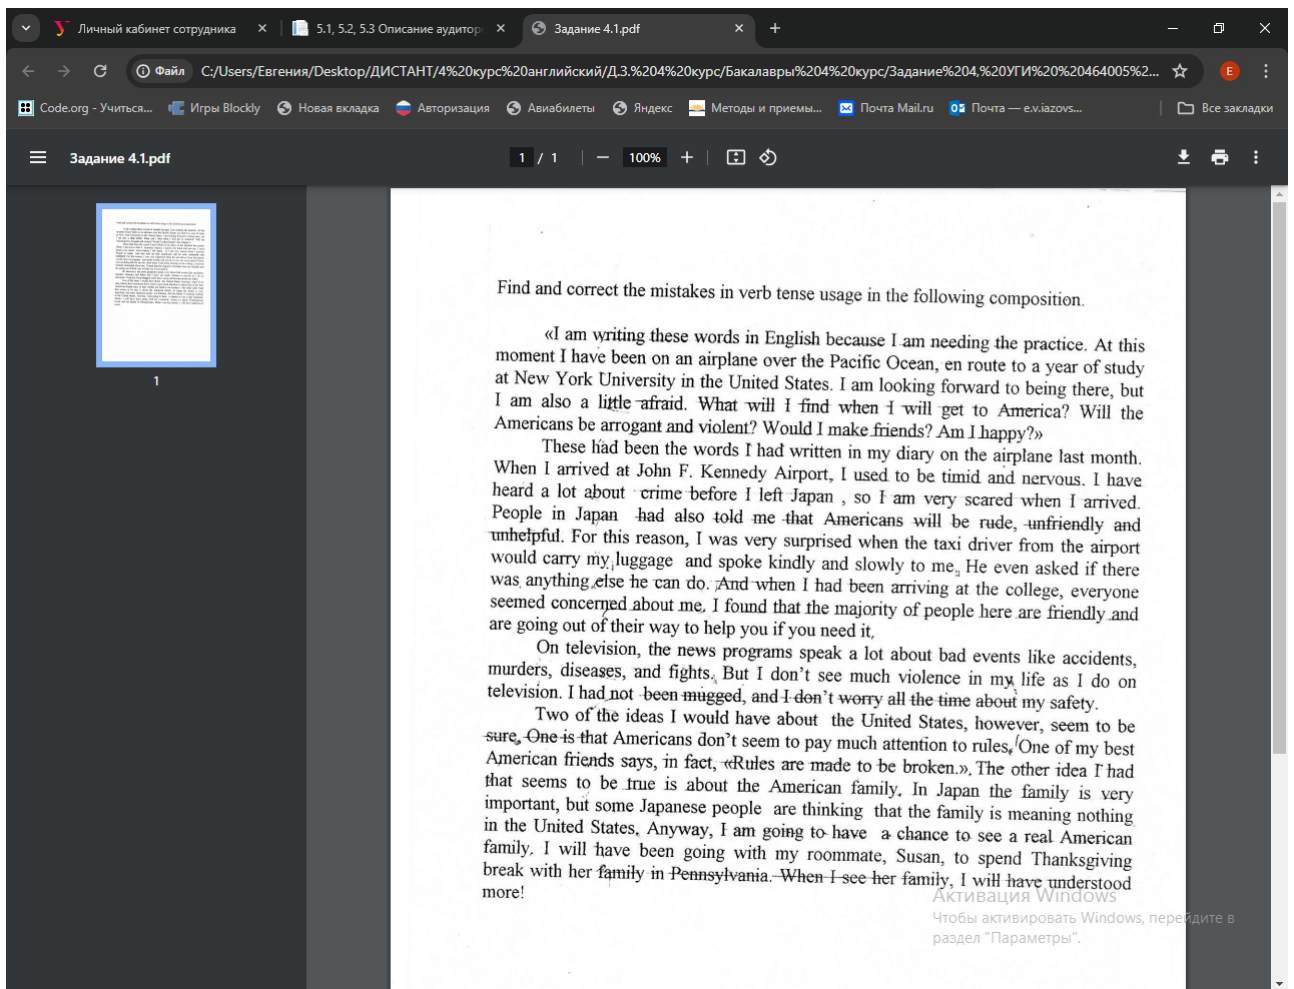 Личный кабинет сотрудника
5.1, 5.2, 5.3 Описание аудитор
Задание 4.1.pdf
Файл
C:/Users/Евгения/Desktop/ДИСТАНТ/4%20курс%20английский/Д.З.%204%20курс/Бакалавры%204%20курс/Задание%204,%20УГИ%20%20464005%2...
E
Code.org - Учиться...
Игры Blockly
Новая вкладка
Авторизация
Авиабилеты
Яндекс
Методы и приемы...
Почта Mail.ru
Почта — e.v.iazovs...
Все закладки
Задание 4.1.pdf
1 / 1
100%
1
Find and correct the mistakes in verb tense usage in the following composition.
«I am writing these words in English because I am needing the practice. At this
moment I have been on an airplane over the Pacific Ocean, en route to a year of study
at New York University in the United States. I am looking forward to being there, but
I am also a little afraid. What will I find when I will get to America? Will the
Americans be arrogant and violent? Would I make friends? Am I happy?»
These had been the words I had written in my diary on the airplane last month.
When I arrived at John F. Kennedy Airport, I used to be timid and nervous. I have
heard a lot about crime before I left Japan , so I am very scared when I arrived.
People in Japan had also told me that Americans will be rude, unfriendly and
unhelpful. For this reason, I was very surprised when the taxi driver from the airport
would carry my luggage and spoke kindly and slowly to me. He even asked if there
was anything else he can do. And when I had been arriving at the college, everyone
seemed concerned about me. I found that the majority of people here are friendly and
are going out of their way to help you if you need it.
On television, the news programs speak a lot about bad events like accidents,
murders, diseases, and fights. But I don't see much violence in my life as I do on
television. I had not been mugged, and I don't worry all the time about my safety.
Two of the ideas I would have about the United States, however, seem to be
sure. One is that Americans don't seem to pay much attention to rules. One of my best
American friends says, in fact, «Rules are made to be broken.». The other idea I had
that seems to be true is about the American family. In Japan the family is very
important, but some Japanese people are thinking that the family is meaning nothing
in the United States. Anyway, I am going to have a chance to see a real American
family. I will have been going with my roommate, Susan, to spend Thanksgiving
break with her family in Pennsylvania. When I see her family, I will have understood
more!
Активация Windows
Чтобы активировать Windows, перейдите в
раздел "Параметры".